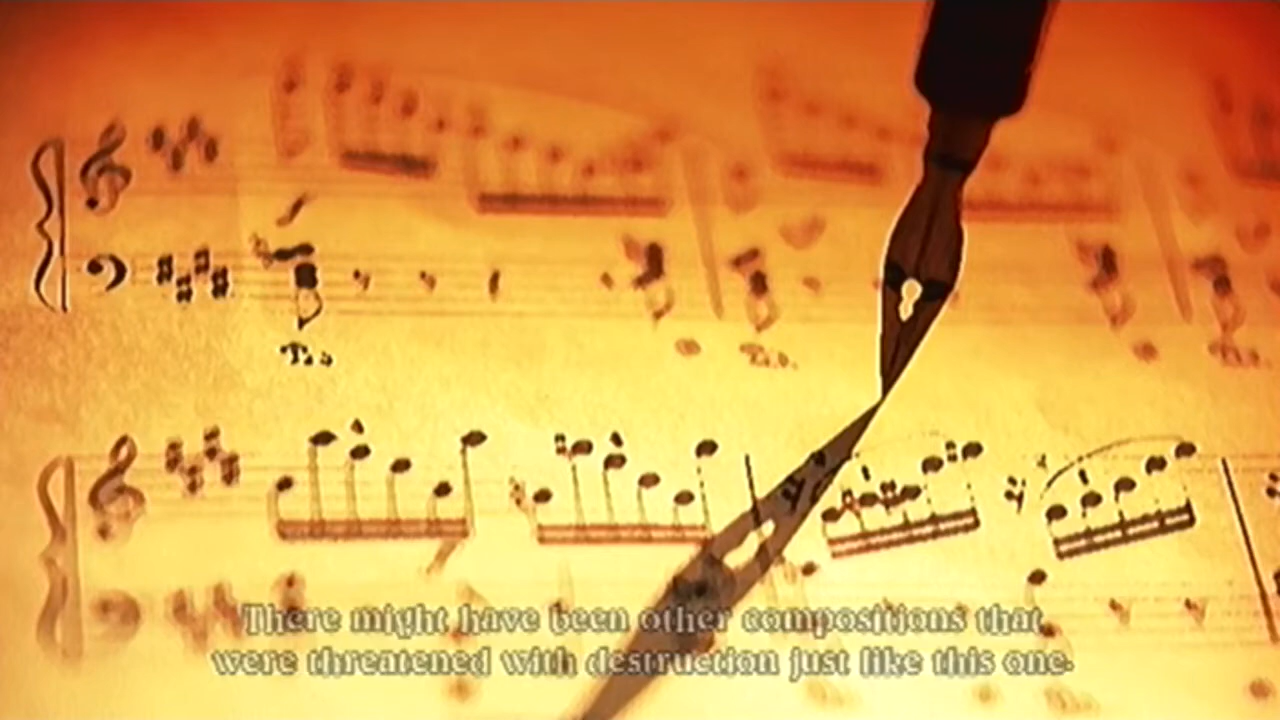 There might have been other compositions that
were threatened with destruction just like this one.